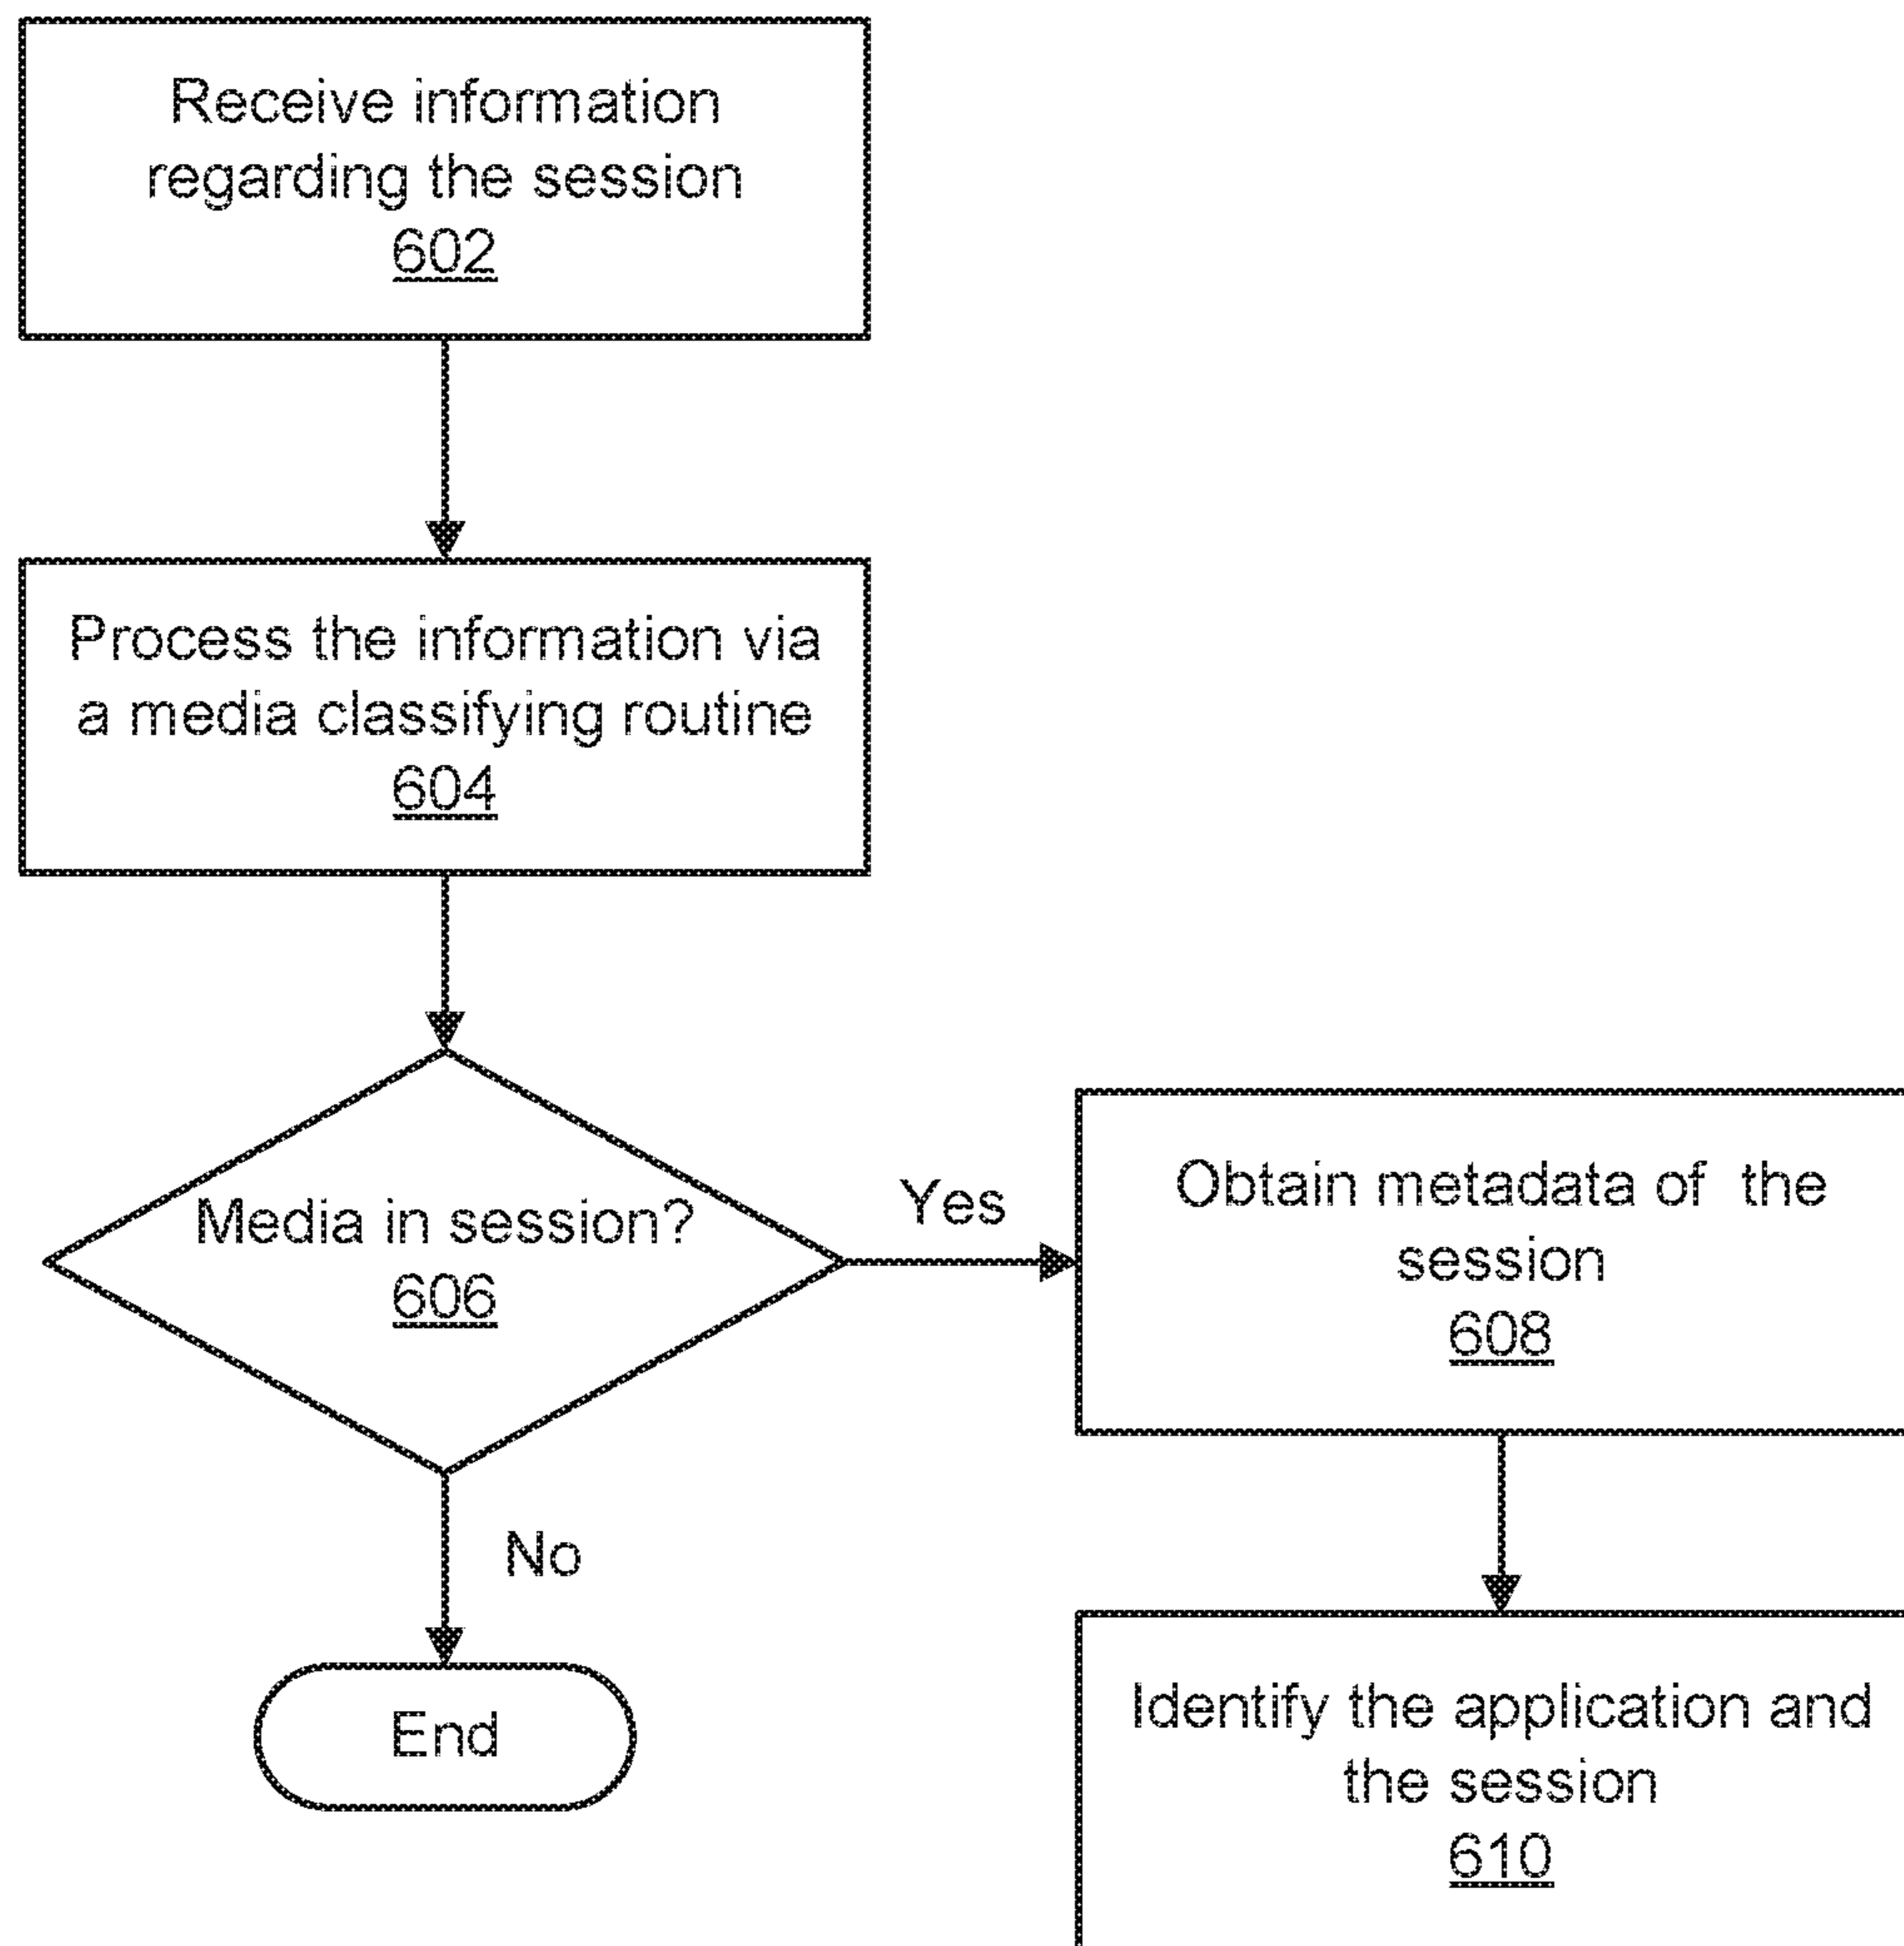 Receive information
regarding the session
602
Process the information via
a media classifying routine
604
Media in session?
606
Yes
Obtain metadata of the
session
608
No
End
Identify the application and
the session
610